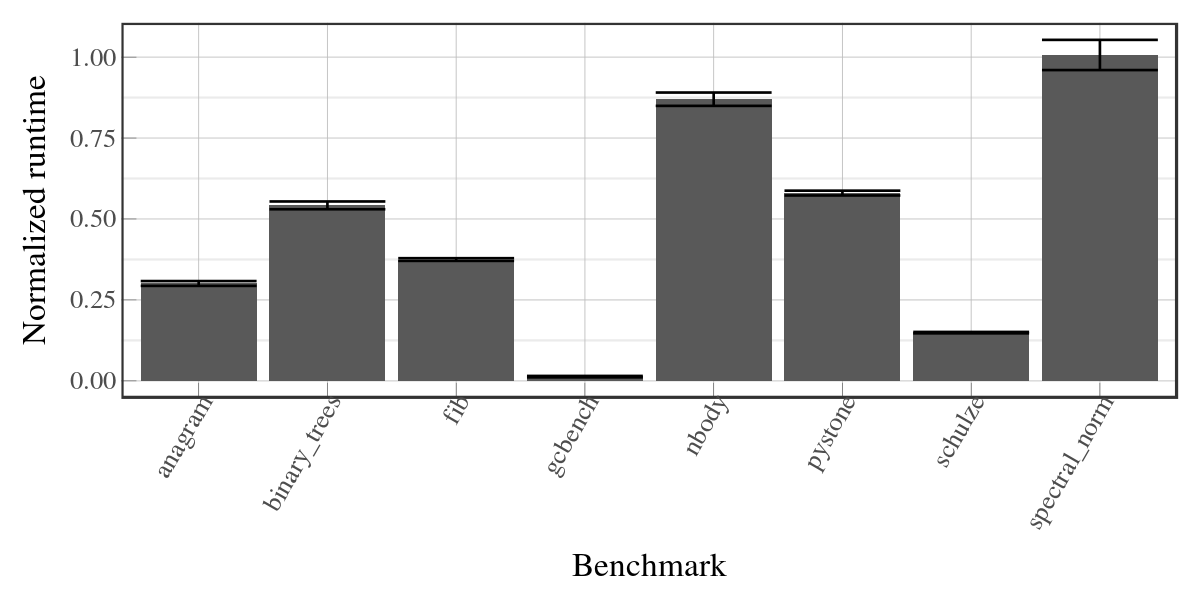 Normalized runtime
1.00
0.75
0.50
0.25
0.00
anagram
binary_trees
fib
gcbench
nbody
pystone
schulze
spectral_norm
Benchmark